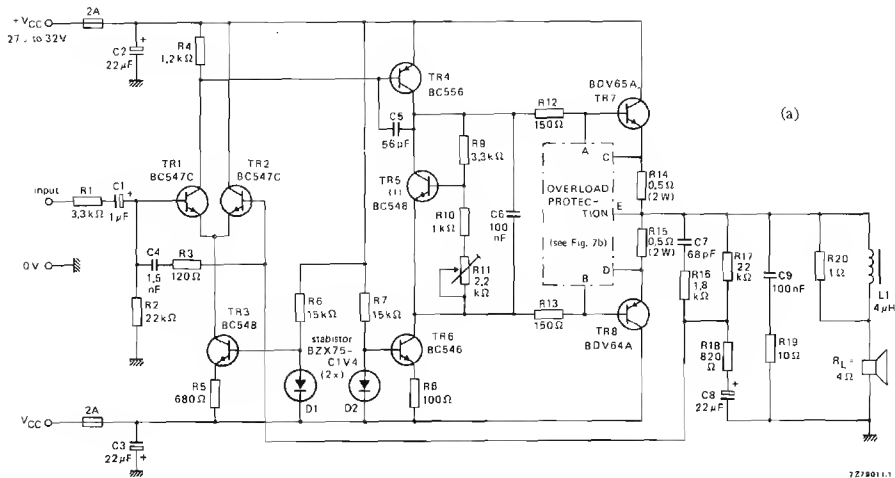 + VCC
27.. to 32V
2A
C2
22µF
+
R4
1,2kΩ
TR4
BC556
C5
56pF
TR1
BC547C
TR2
BC547C
input
R1
3,3kΩ
C1
1µF
+
0V
C4
1,5
nF
R3
120Ω
R2
22kΩ
TR3
BC548
R5
680Ω
R6
15kΩ
R7
15kΩ
stabistor
BZX75-
C1V4
(2x)
D1
D2
TR5
(1)
BC548
R9
3,3kΩ
R10
1kΩ
R11
2,2
kΩ
C6
100
nF
TR6
BC546
R8
100Ω
R12
150Ω
R13
150Ω
BDV65A
TR7
A
C
OVERLOAD
PROTEC-
TION
E
(see Fig. 7b)
D
B
R14
0,5Ω
(2W)
R15
0,5Ω
(2W)
TR8
BDV64A
C7
68pF
R16
1,8
kΩ
R17
22
kΩ
R18
820
Ω
C8
22µF
+
C9
100nF
R19
10Ω
R20
1Ω
L1
4µH
RL=
4Ω
(a)
VCC
2A
C3
22µF
+
7Z79011.1